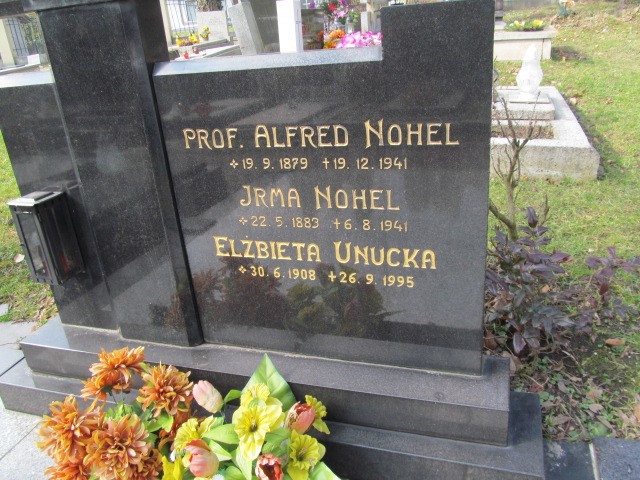 PROF. ALFRED NOHEL
* 19. 9. 1879 + 19. 12. 1941
JRMA NOHEL
* 22. 5. 1883 + 6. 8. 1941
ELŻBIETA UNUCKA
* 30. 6. 1908 + 26. 9. 1995